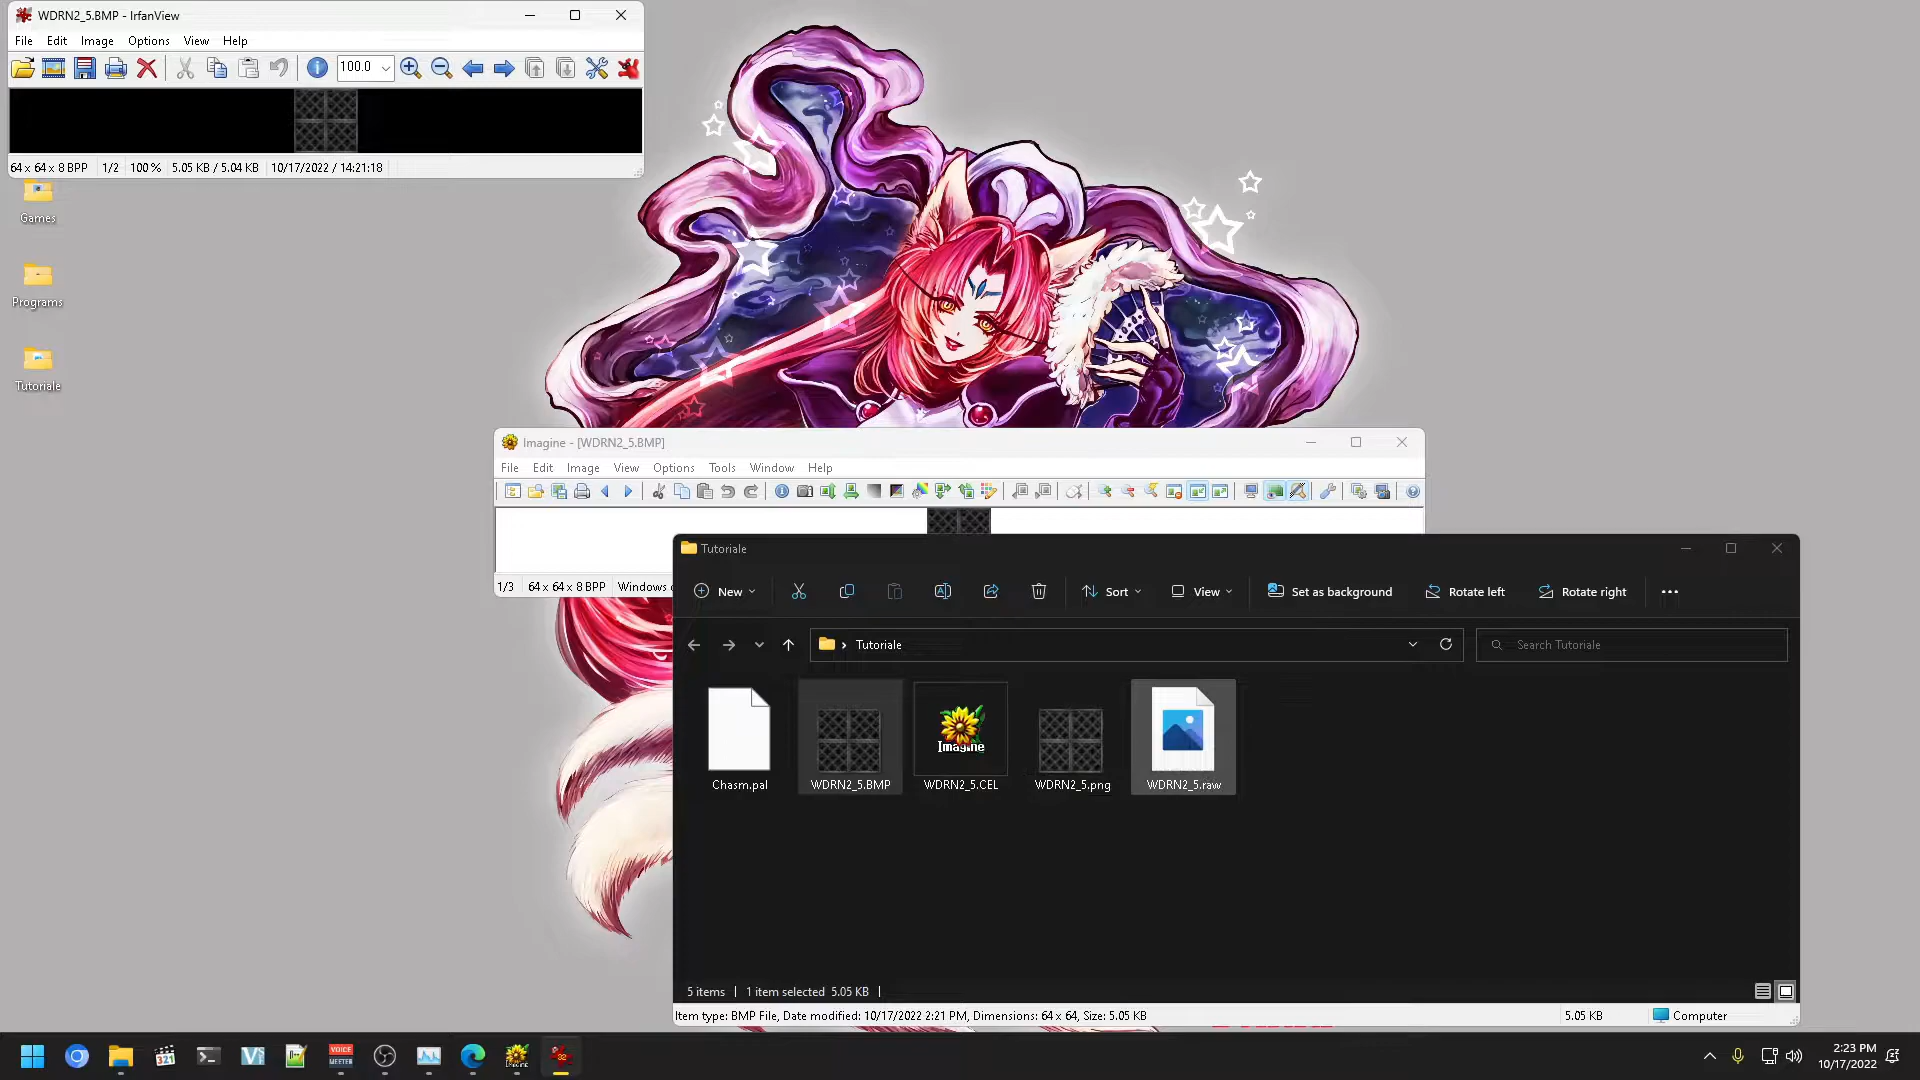 WDRN2_5.BMP - IrfanView
File Edit Image Options View Help
100.0
64 x 64 x 8 BPP 1/2 100 % 5.05 KB / 5.04 KB 10/17/2022 / 14:21:18
Games
Programs
Tutoriale
Imagine - [WDRN2_5.BMP]
File Edit Image View Options Tools Window Help
1/3 64 x 64 x 8 BPP Windows
Tutoriale
New Sort View Set as background Rotate left Rotate right
Tutoriale Search Tutoriale
Imagine
Chasm.pal WDRN2_5.BMP WDRN2_5.CEL WDRN2_5.png WDRN2_5.raw
5 items 1 item selected 5.05 KB
Item type: BMP File, Date modified: 10/17/2022 2:21 PM, Dimensions: 64 x 64, Size: 5.05 KB 5.05 KB Computer
321
VOICE
MEETER
32
2:23 PM
10/17/2022